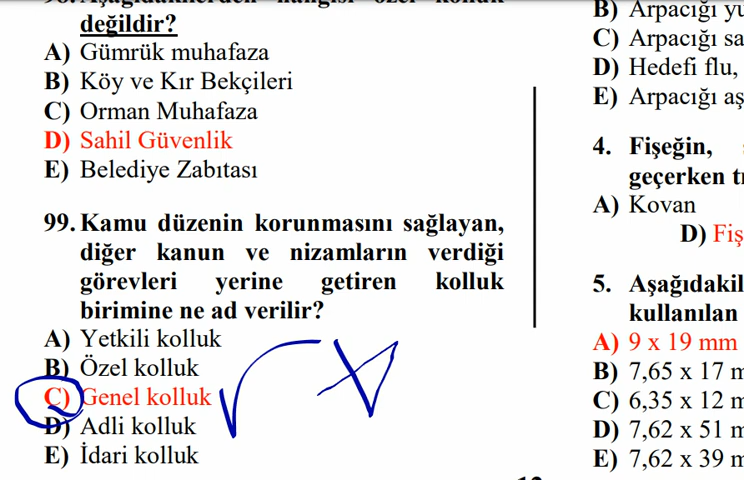 değildir?
A) Gümrük muhafaza
B) Köy ve Kır Bekçileri
C) Orman Muhafaza
D) Sahil Güvenlik
E) Belediye Zabıtası
99. Kamu düzenin korunmasını sağlayan,
diğer kanun ve nizamların verdiği
görevleri yerine getiren kolluk
birimine ne ad verilir?
A) Yetkili kolluk
B) Özel kolluk
C) Genel kolluk
D) Adli kolluk
E) İdari kolluk
B) Arpacığı
C) Arpacığı
D) Hedefi flu,
E) Arpacığı
4. Fişeğin,
geçerken
A) Kovan
D)
5.
kullanılan
A) 9 x 19 mm
B) 7,65 x 17
C) 6,35 x 12
D) 7,62 x 51
E) 7,62 x 39